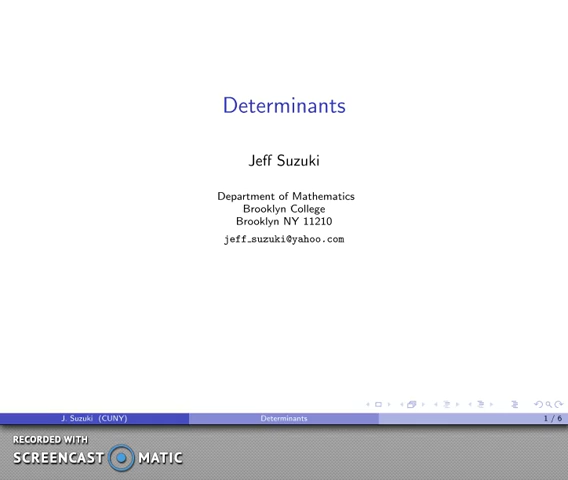 Determinants
Jeff Suzuki
Department of Mathematics
Brooklyn College
Brooklyn NY 11210
jeff_suzuki@yahoo.com
J. Suzuki (CUNY)
Determinants
1 / 6
RECORDED WITH
SCREENCAST MATIC